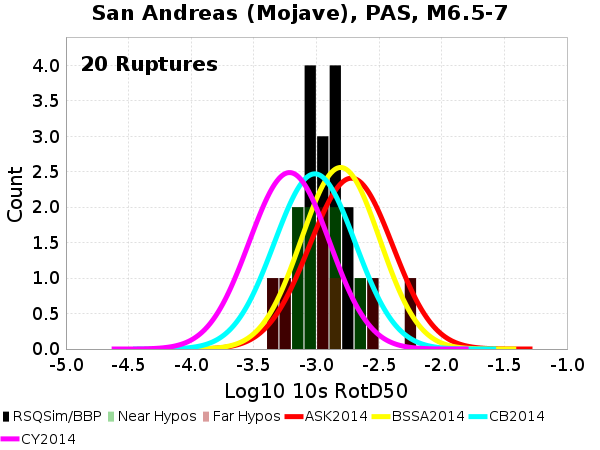 San Andreas (Mojave), PAS, M6.5-7
20 Ruptures
Count
4.0
3.5
3.0
2.5
2.0
1.5
1.0
0.5
0.0
-5.0 -4.5 -4.0 -3.5 -3.0 -2.5 -2.0 -1.5 -1.0
Log10 10s RotD50
RSQSim/BBP Near Hypos Far Hypos ASK2014 BSSA2014 CB2014
CY2014